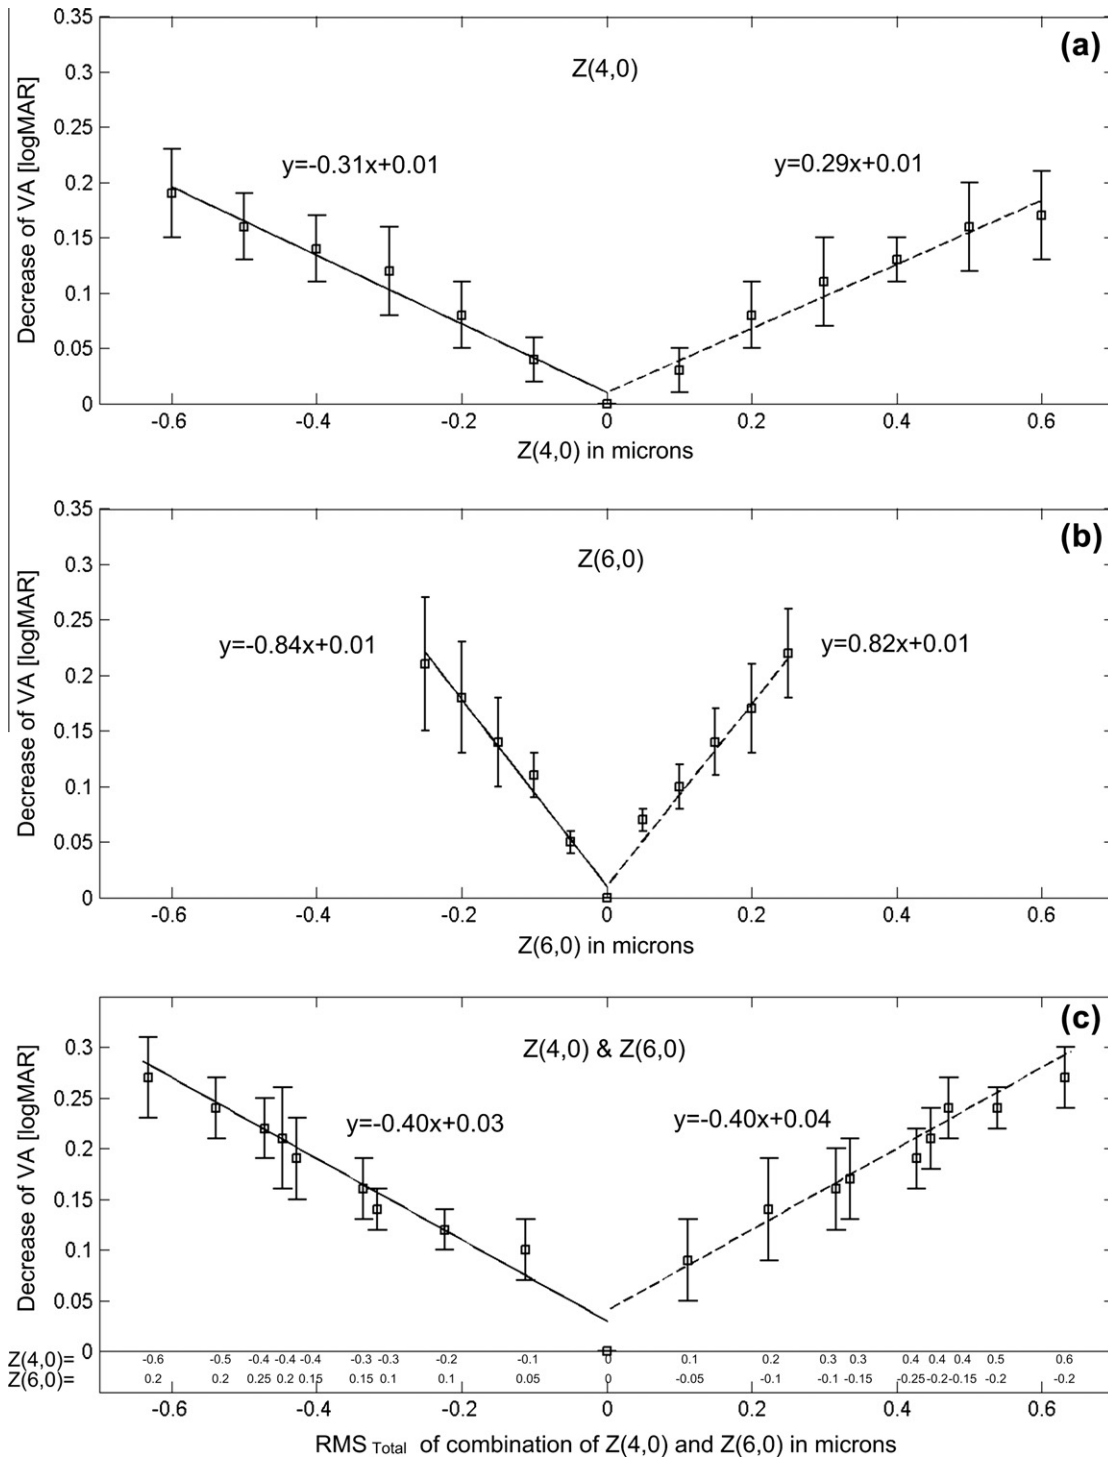 (a)
Z(4,0)
y=-0.31x+0.01
y=0.29x+0.01
Decrease of VA [logMAR]
0.35
0.3
0.25
0.2
0.15
0.1
0.05
0
-0.6 -0.4 -0.2 0 0.2 0.4 0.6
Z(4,0) in microns
(b)
Z(6,0)
y=-0.84x+0.01
y=0.82x+0.01
Decrease of VA [logMAR]
0.35
0.3
0.25
0.2
0.15
0.1
0.05
0
-0.6 -0.4 -0.2 0 0.2 0.4 0.6
Z(6,0) in microns
(c)
Z(4,0) & Z(6,0)
y=-0.40x+0.03
y=-0.40x+0.04
Decrease of VA [logMAR]
0.3
0.25
0.2
0.15
0.1
0.05
0
Z(4,0)= -0.6 -0.5 -0.4 -0.4 -0.4 -0.3 -0.3 -0.2 -0.1 0 0.1 0.2 0.3 0.3 0.4 0.4 0.4 0.5 0.6
Z(6,0)= 0.2 0.2 0.25 0.2 0.15 0.15 0.1 0.1 0.05 0 -0.05 -0.1 -0.1 -0.15 -0.25 -0.2 -0.15 -0.2 -0.2
-0.6 -0.4 -0.2 0 0.2 0.4 0.6
RMS Total of combination of Z(4,0) and Z(6,0) in microns